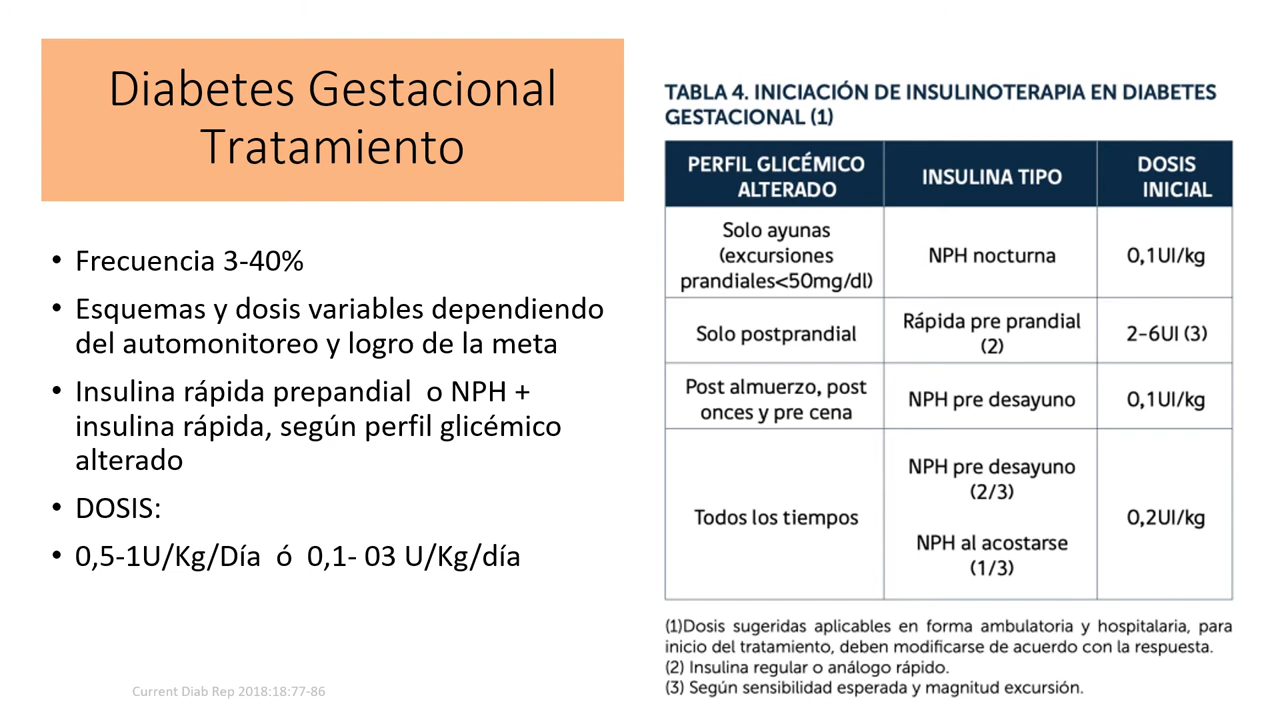 Diabetes Gestacional
Tratamiento
• Frecuencia 3-40%
• Esquemas y dosis variables dependiendo
del automonitoreo y logro de la meta
• Insulina rápida prepandial o NPH +
insulina rápida, según perfil glicémico
alterado
• DOSIS:
• 0,5-1U/Kg/Día ó 0,1- 03 U/Kg/día
Current Diab Rep 2018:18:77-86
TABLA 4. INICIACIÓN DE INSULINOTERAPIA EN DIABETES
GESTACIONAL (1)
PERFIL GLICÉMICO
ALTERADO
INSULINA TIPO
DOSIS
INICIAL
Solo ayunas
(excursiones
prandiales<50mg/dl)
NPH nocturna
0,1UI/kg
Solo postprandial
Rápida pre prandial
(2)
2-6UI (3)
Post almuerzo, post
onces y pre cena
NPH pre desayuno
0,1UI/kg
Todos los tiempos
NPH pre desayuno
(2/3)
NPH al acostarse
(1/3)
0,2UI/kg
(1)Dosis sugeridas aplicables en forma ambulatoria y hospitalaria, para
inicio del tratamiento, deben modificarse de acuerdo con la respuesta.
(2) Insulina regular o análogo rápido.
(3) Según sensibilidad esperada y magnitud excursión.